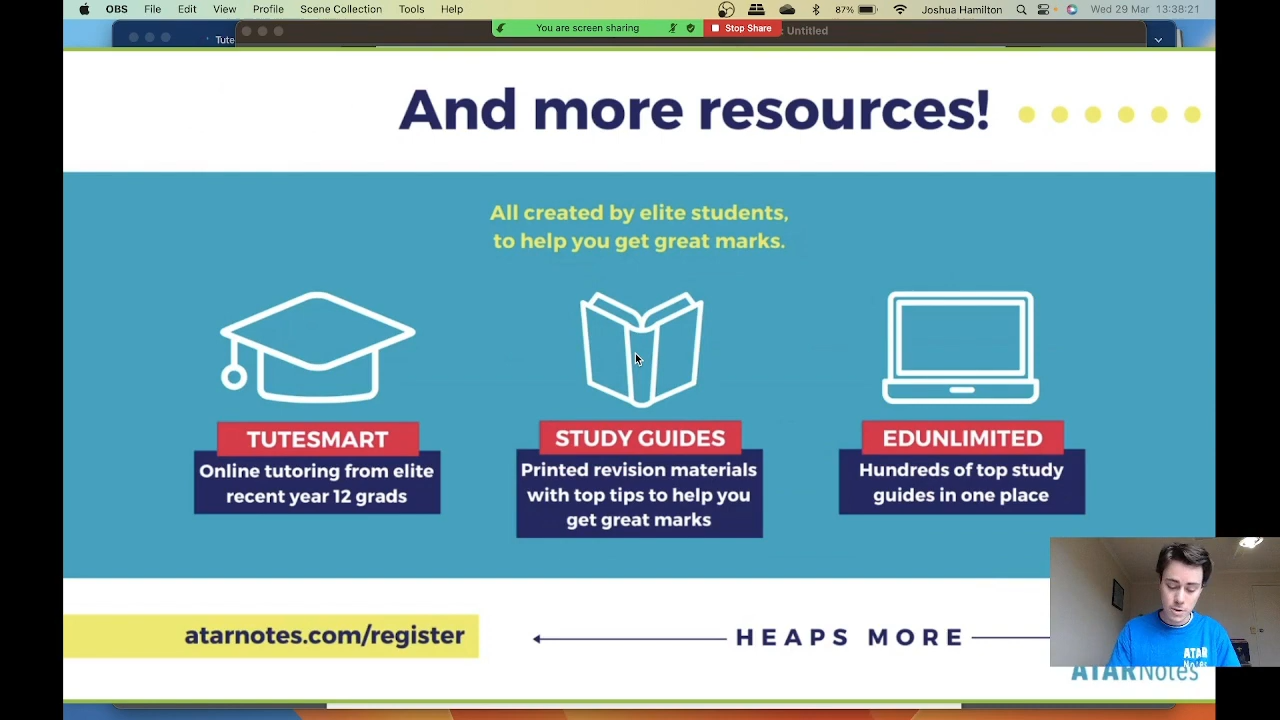 OBS File Edit View Profile Scene Collection Tools Help 87% Joshua Hamilton Wed 29 Mar 13:38:21
You are screen sharing Stop Share
Tute Untitled
And more resources!
All created by elite students,
to help you get great marks.
TUTESMART
Online tutoring from elite
recent year 12 grads
STUDY GUIDES
Printed revision materials
with top tips to help you
get great marks
EDUNLIMITED
Hundreds of top study
guides in one place
atarnotes.com/register
HEAPS MORE
ATAR
Notes
ATARNotes